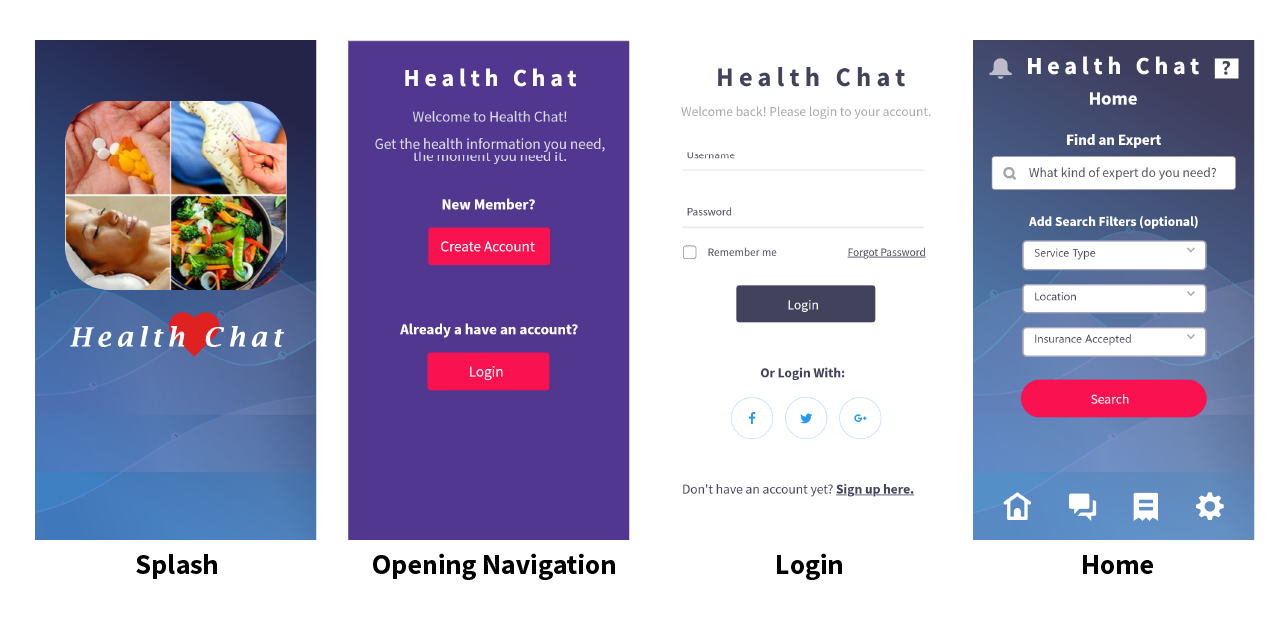 Health Chat
Splash
Health Chat
Welcome to Health Chat!
Get the health information you need,
the moment you need it.
New Member?
Create Account
Already a have an account?
Login
Opening Navigation
Health Chat
Welcome back! Please login to your account.
Username
Password
Remember me Forgot Password
Login
Or Login With:
f G+
Don't have an account yet? Sign up here.
Login
Health Chat ?
Home
Find an Expert
What kind of expert do you need?
Add Search Filters (optional)
Service Type
Location
Insurance Accepted
Search
Home